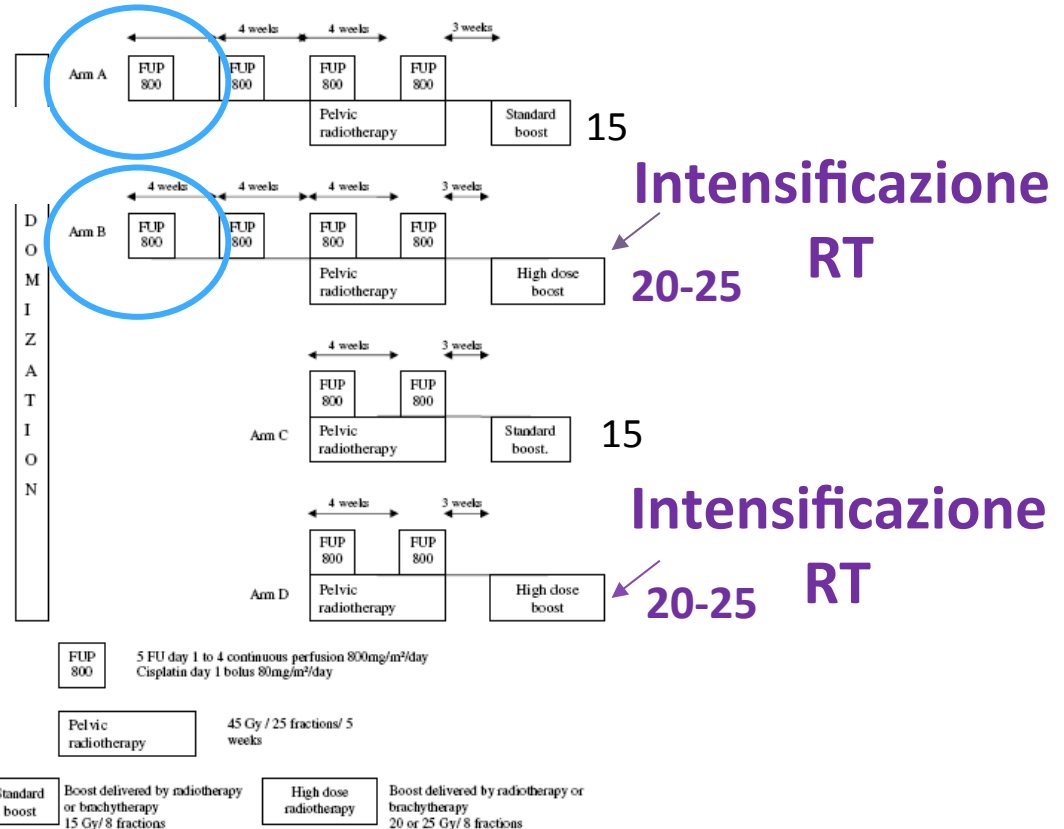 4 weeks 4 weeks 3 weeks
Arm A
FUP
800
FUP
800
FUP
800
FUP
800
Pelvic
radiotherapy
Standard
boost
15
Intensificazione
RT
4 weeks 4 weeks 4 weeks 3 weeks
Arm B
FUP
800
FUP
800
FUP
800
FUP
800
Pelvic
radiotherapy
High dose
boost
20-25
D
O
M
I
Z
A
T
I
O
N
4 weeks 3 weeks
FUP
800
FUP
800
Arm C
Pelvic
radiotherapy
Standard
boost.
15
Intensificazione
RT
4 weeks 3 weeks
FUP
800
FUP
800
Arm D
Pelvic
radiotherapy
High dose
boost
20-25
FUP
800
5 FU day 1 to 4 continuous perfusion 800mg/m²/day
Cisplatin day 1 bolus 80mg/m²/day
Pelvic
radiotherapy
45 Gy / 25 fractions/ 5
weeks
Standard
boost
Boost delivered by radiotherapy
or brachytherapy
15 Gy/ 8 fractions
High dose
radiotherapy
Boost delivered by radiotherapy or
brachytherapy
20 or 25 Gy/ 8 fractions